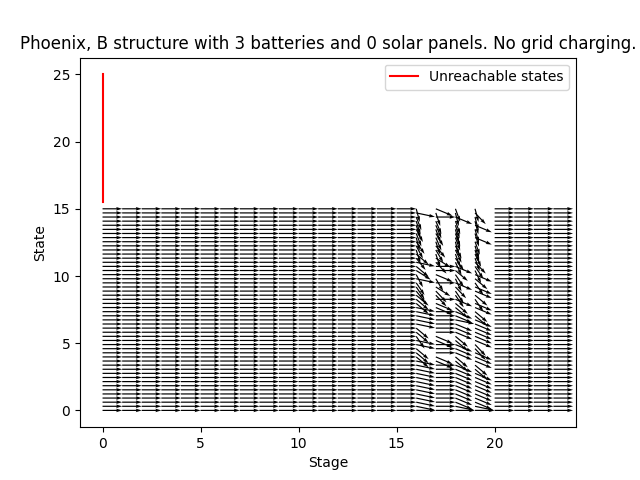 Phoenix, B structure with 3 batteries and 0 solar panels. No grid charging.
25
Unreachable states
20
15
State
10
5
0
0 5 10 15 20
Stage